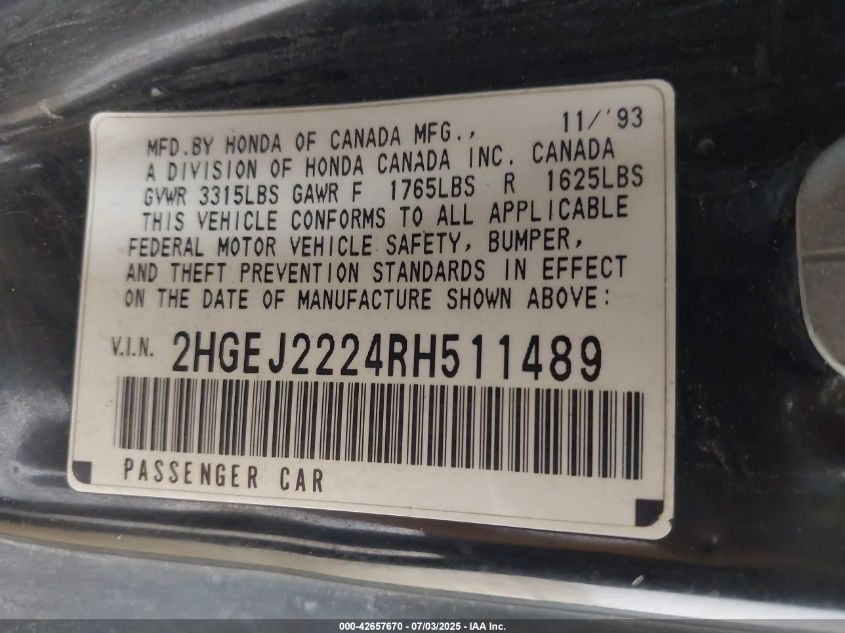 11/'93
MFD.BY HONDA OF CANADA MFG.,
A DIVISION OF HONDA CANADA INC. CANADA
GVWR 3315LBS GAWR F 1765LBS R 1625LBS
THIS VEHICLE CONFORMS TO ALL APPLICABLE
FEDERAL MOTOR VEHICLE SAFETY, BUMPER,
AND THEFT PREVENTION STANDARDS IN EFFECT
ON THE DATE OF MANUFACTURE SHOWN ABOVE:
V.I.N. 2HGEJ2224RH511489
PASSENGER CAR
000-42657670 - 07/03/2025 - IAA Inc.